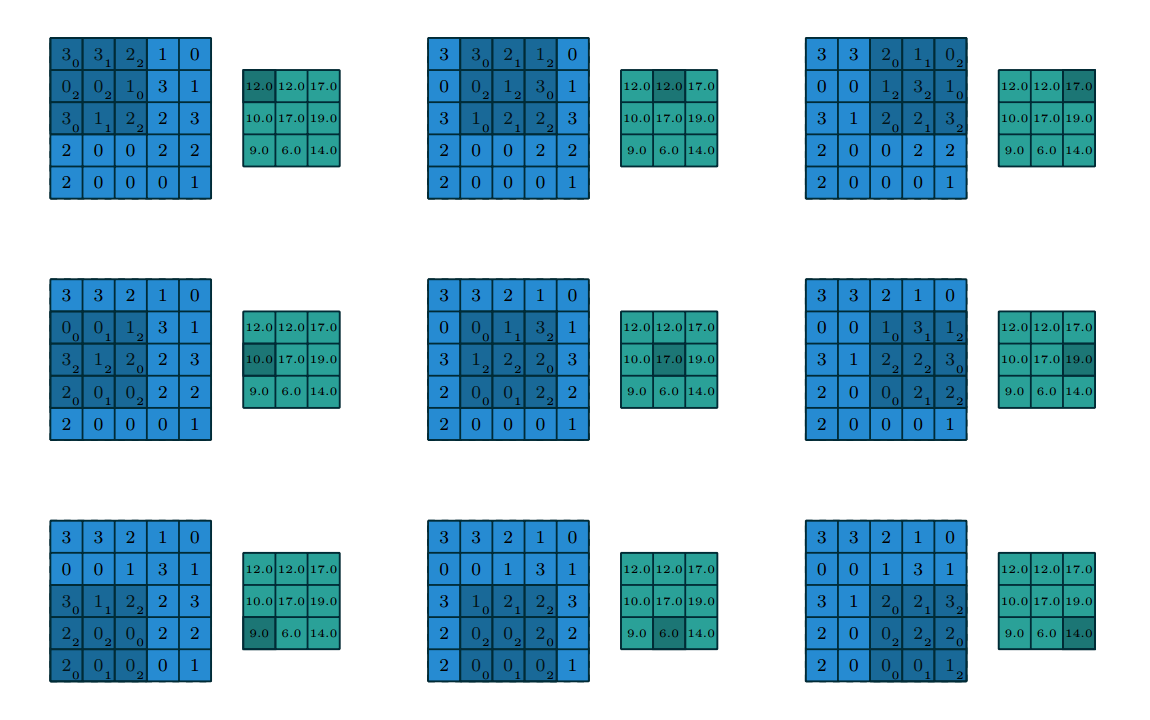 3₀ 3₁ 2₂ 1 0 3 3₀ 2₁ 1₂ 0 3 3 2₀ 1₁ 0₂
0₂ 0₂ 1₀ 3 1 12.0 12.0 17.0 0 0₂ 1₂ 3₀ 1 12.0 12.0 17.0 0 0 1₂ 3₂ 1₀ 12.0 12.0 17.0
3₀ 1₁ 2₂ 2 3 10.0 17.0 19.0 3 1₀ 2₁ 2₂ 3 10.0 17.0 19.0 3 1 2₀ 2₁ 3₂ 10.0 17.0 19.0
2 0 0 2 2 9.0 6.0 14.0 2 0 0 2 2 9.0 6.0 14.0 2 0 0 2 2 9.0 6.0 14.0
2 0 0 0 1 2 0 0 0 1 2 0 0 0 1
3 3 2 1 0 3 3 2 1 0 3 3 2 1 0
0₀ 0₁ 1₂ 3 1 12.0 12.0 17.0 0 0₀ 1₁ 3₂ 1 12.0 12.0 17.0 0 0 1₀ 3₁ 1₂ 12.0 12.0 17.0
3₂ 1₂ 2₀ 2 3 10.0 17.0 19.0 3 1₂ 2₂ 2₀ 3 10.0 17.0 19.0 3 1 2₂ 2₂ 3₀ 10.0 17.0 19.0
2₀ 0₁ 0₂ 2 2 9.0 6.0 14.0 2 0₀ 0₁ 2₂ 2 9.0 6.0 14.0 2 0 0₀ 2₁ 2₂ 9.0 6.0 14.0
2 0 0 0 1 2 0 0 0 1 2 0 0 0 1
3 3 2 1 0 3 3 2 1 0 3 3 2 1 0
0 0 1 3 1 12.0 12.0 17.0 0 0 1 3 1 12.0 12.0 17.0 0 0 1 3 1 12.0 12.0 17.0
3₀ 1₁ 2₂ 2 3 10.0 17.0 19.0 3 1₀ 2₁ 2₂ 3 10.0 17.0 19.0 3 1 2₀ 2₁ 3₂ 10.0 17.0 19.0
2₂ 0₂ 0₀ 2 2 9.0 6.0 14.0 2 0₂ 0₂ 2₀ 2 9.0 6.0 14.0 2 0 0₂ 2₂ 2₀ 9.0 6.0 14.0
2₀ 0₁ 0₂ 0 1 2 0₀ 0₁ 0₂ 1 2 0 0₀ 0₁ 1₂